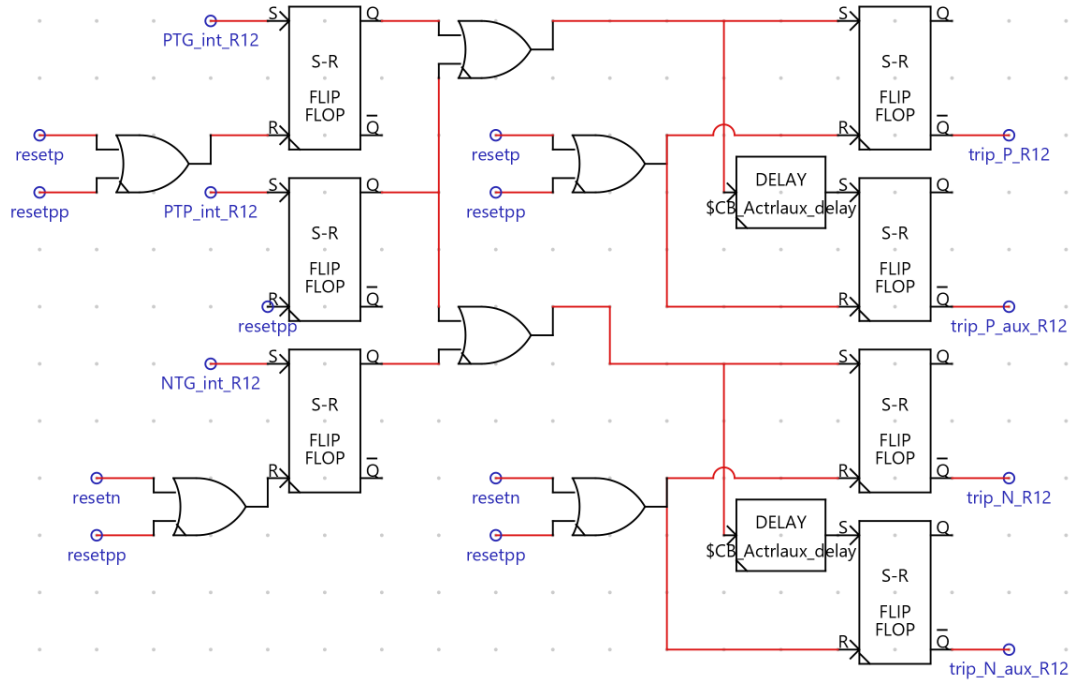 S Q
PTG_int_R12
S-R
FLIP
FLOP
R Q
resetp
resetpp
S Q
PTP_int_R12
S-R
FLIP
FLOP
R Q
resetpp
S Q
NTG_int_R12
S-R
FLIP
FLOP
R Q
resetn
resetpp
resetp
resetpp
S Q
S-R
FLIP
FLOP
R Q
trip_P_R12
DELAY
$CB_Actrlaux_delay
S Q
S-R
FLIP
FLOP
R Q
trip_P_aux_R12
S Q
S-R
FLIP
FLOP
R Q
trip_N_R12
resetn
resetpp
DELAY
$CB_Actrlaux_delay
S Q
S-R
FLIP
FLOP
R Q
trip_N_aux_R12